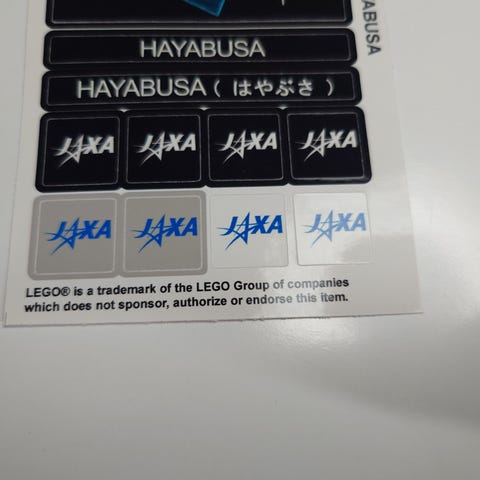 HAYABUSA
HAYABUSA ( はやぶさ )
JAXA JAXA JAXA JAXA
JAXA JAXA JAXA JAXA
LEGO® is a trademark of the LEGO Group of companies
which does not sponsor, authorize or endorse this item.
YABUSA